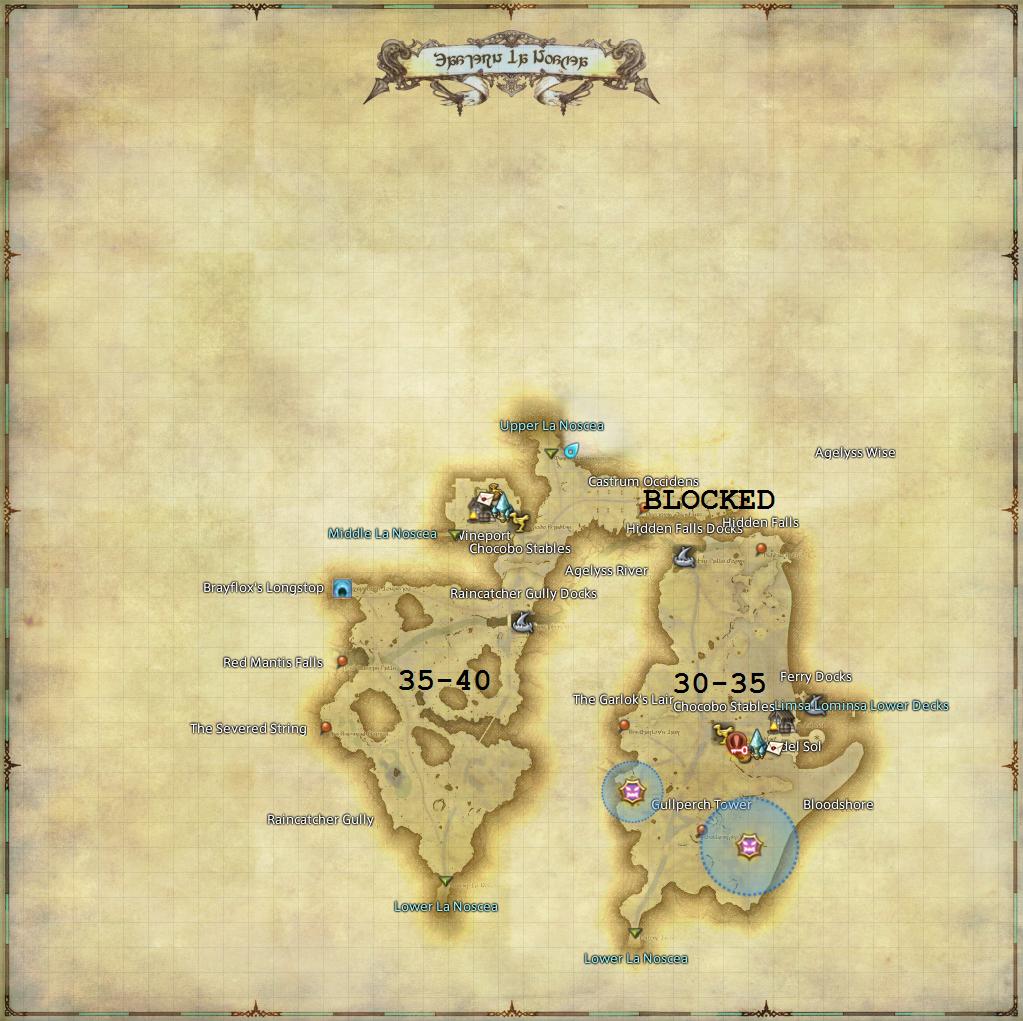 Eastern La Noscea
Upper La Noscea
Agelyss Wise
Castrum Occidens
BLOCKED
Hidden Falls
Hidden Falls Docks
Middle La Noscea
Wineport
Chocobo Stables
Agelyss River
Brayflox's Longstop
Raincatcher Gully Docks
Red Mantis Falls
35-40
30-35
Ferry Docks
The Garlok's Lair
Chocobo Stables
Limsa Lominsa Lower Decks
The Severed String
del Sol
Gullperch Tower
Bloodshore
Raincatcher Gully
Lower La Noscea
Lower La Noscea